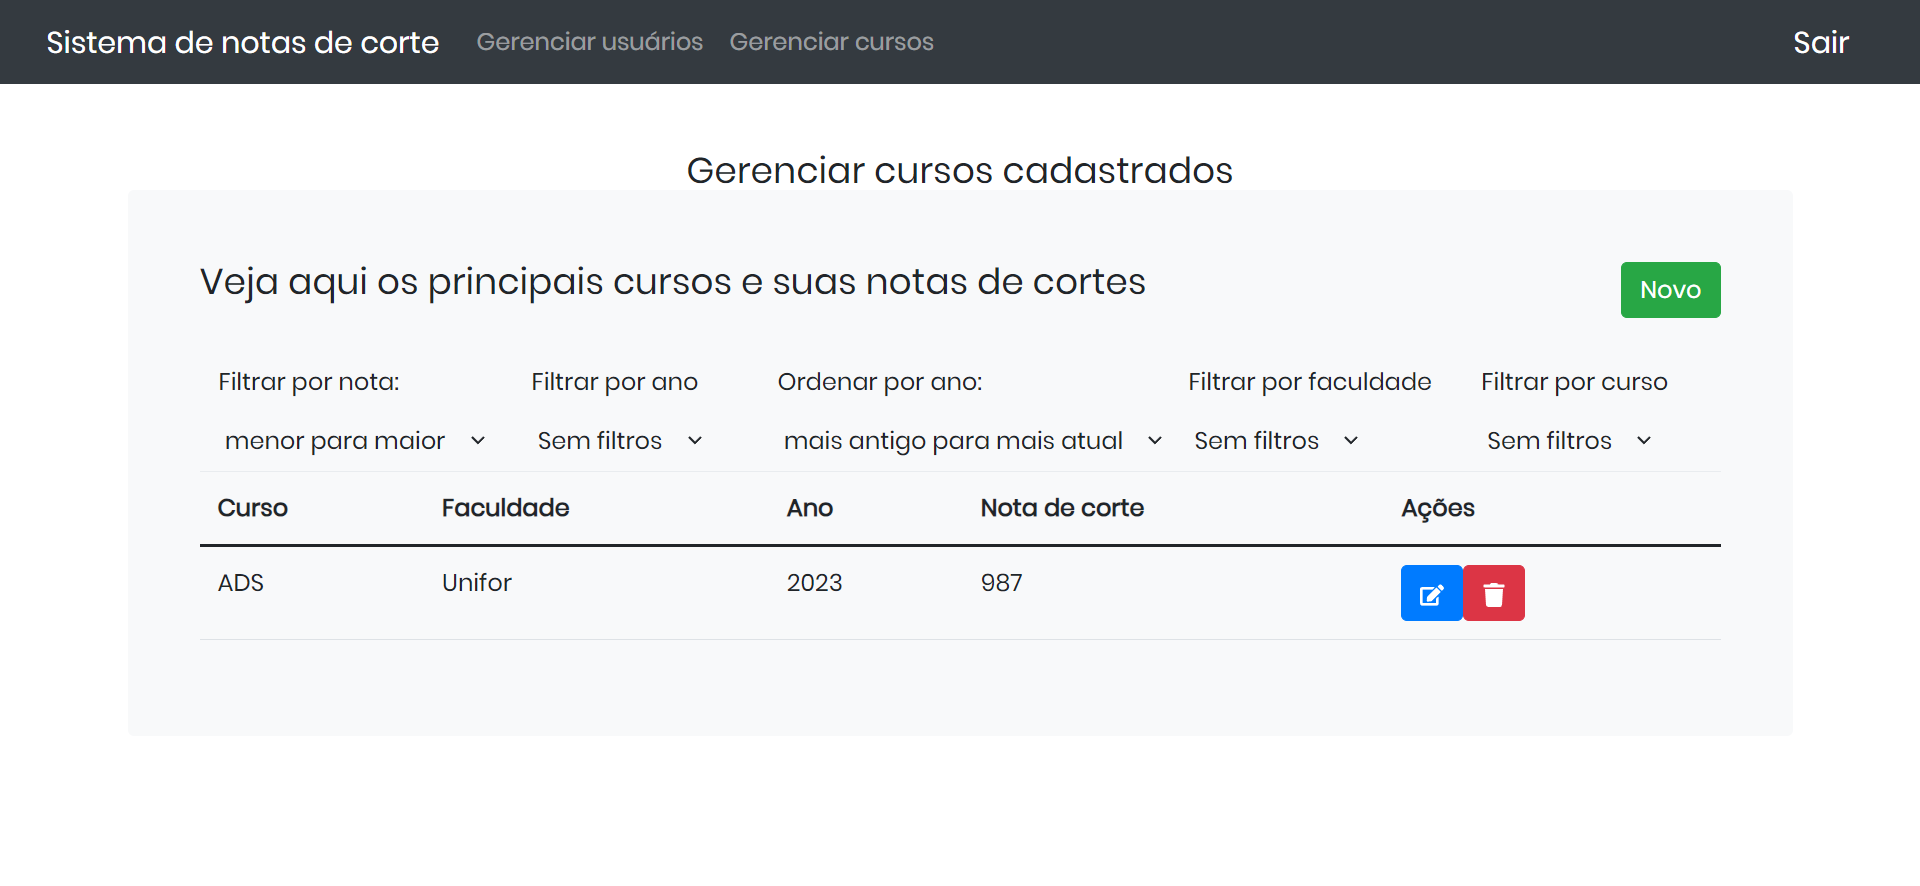 Sistema de notas de corte Gerenciar usuários Gerenciar cursos Sair
Gerenciar cursos cadastrados
Veja aqui os principais cursos e suas notas de cortes Novo
Filtrar por nota: Filtrar por ano Ordenar por ano: Filtrar por faculdade Filtrar por curso
menor para maior Sem filtros mais antigo para mais atual Sem filtros Sem filtros
Curso Faculdade Ano Nota de corte Ações
ADS Unifor 2023 987